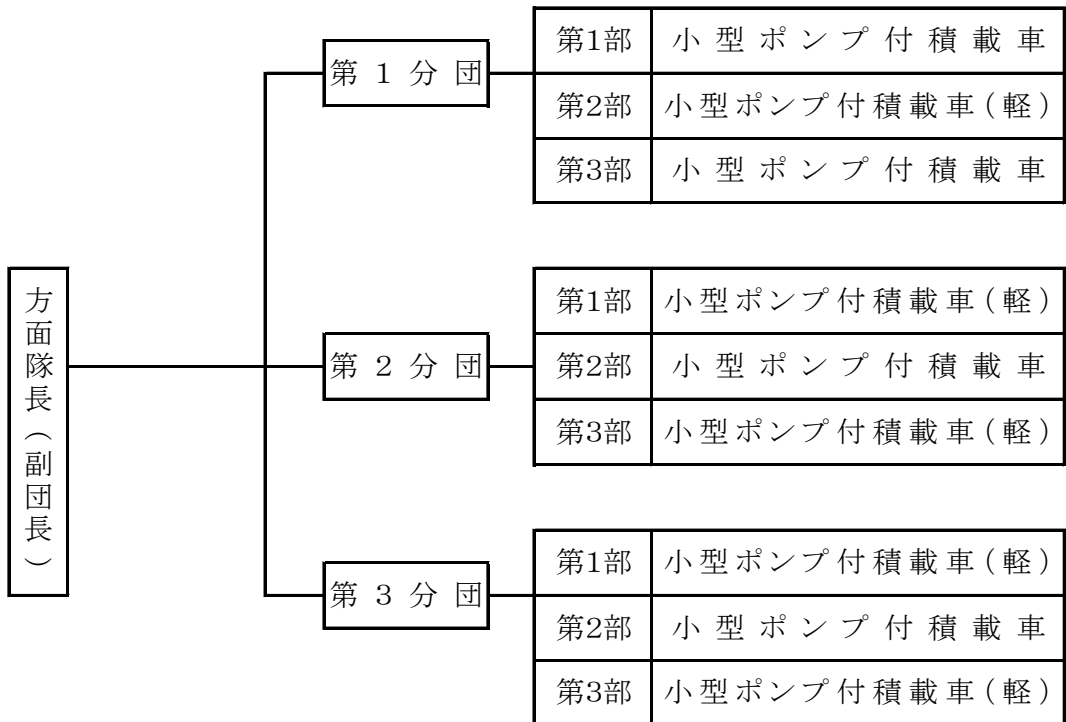 方面隊長(副団長)
第1分団
第1部 小型ポンプ付積載車
第2部 小型ポンプ付積載車(軽)
第3部 小型ポンプ付積載車
第2分団
第1部 小型ポンプ付積載車(軽)
第2部 小型ポンプ付積載車
第3部 小型ポンプ付積載車(軽)
第3分団
第1部 小型ポンプ付積載車(軽)
第2部 小型ポンプ付積載車
第3部 小型ポンプ付積載車(軽)